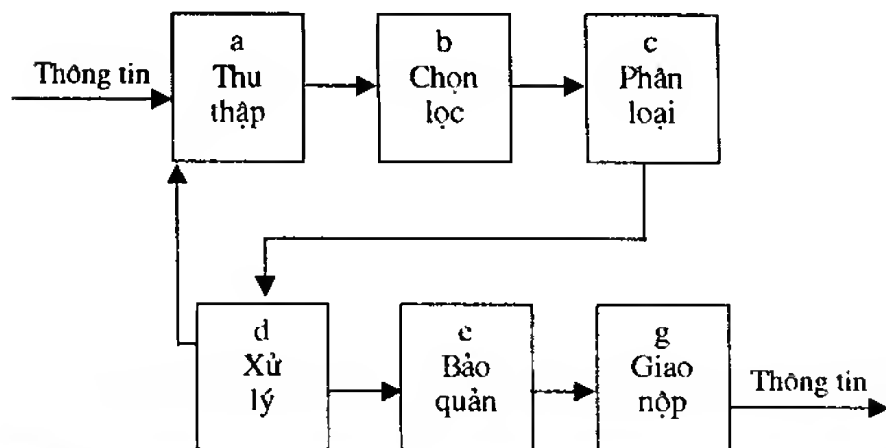 Thông tin
a
Thu
thập
b
Chọn
lọc
c
Phân
loại
d
Xử
lý
e
Bảo
quản
g
Giao
nộp
Thông tin